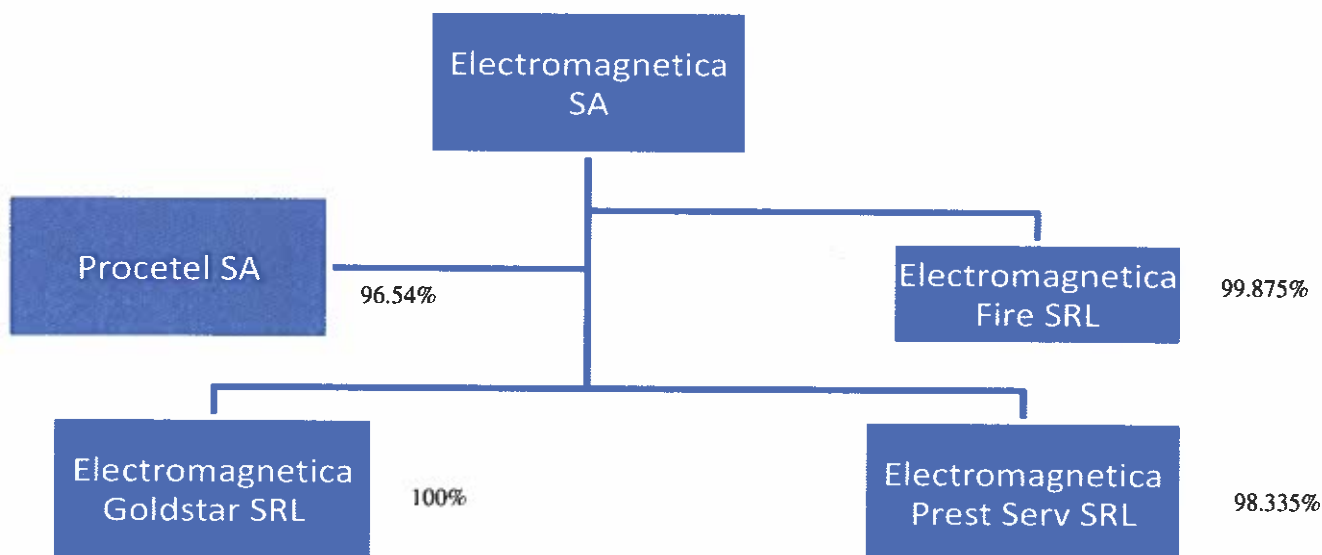 Electromagnetica
SA
Procetel SA
96.54%
Electromagnetica
Fire SRL
99.875%
Electromagnetica
Goldstar SRL
100%
Electromagnetica
Prest Serv SRL
98.335%